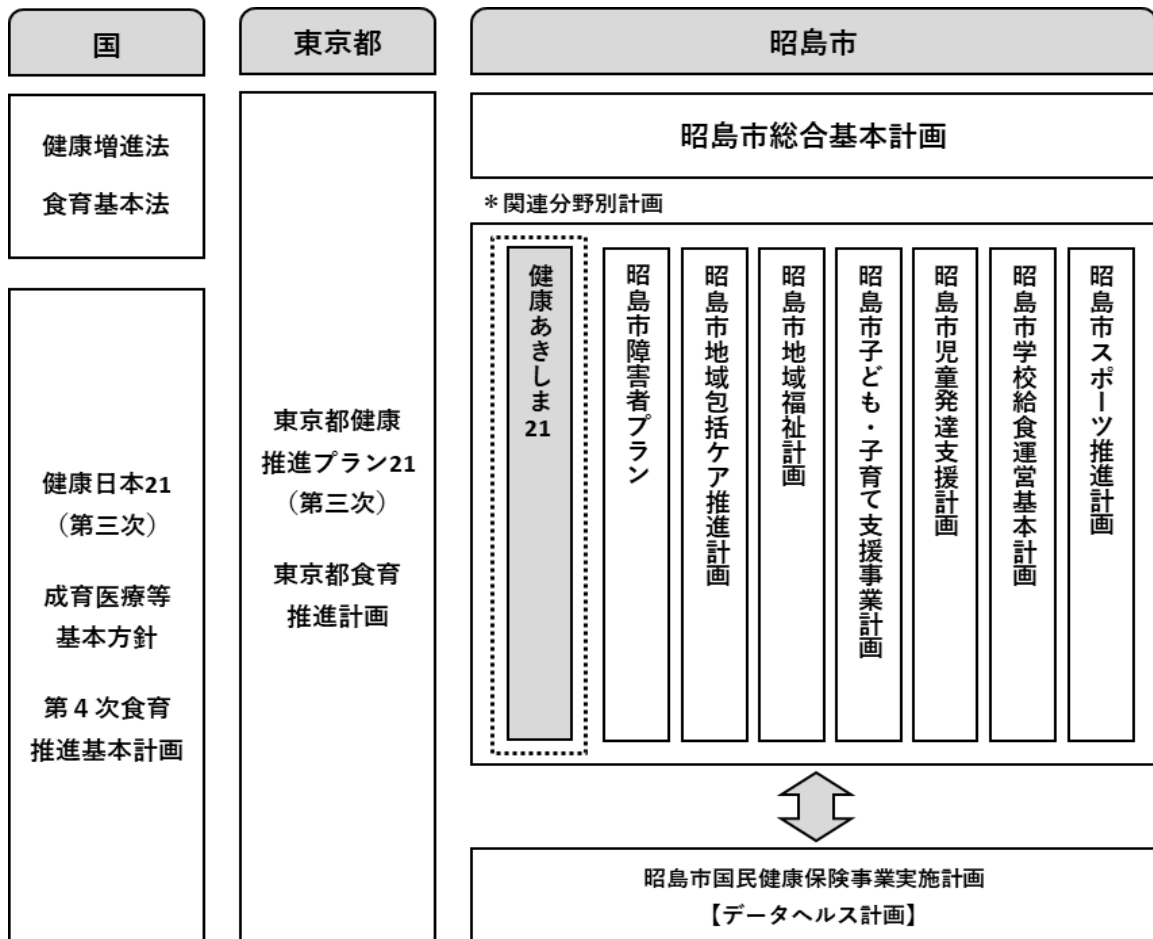 国
健康増進法
食育基本法
健康日本21
（第三次）
成育医療等
基本方針
第４次食育
推進基本計画
東京都
東京都健康
推進プラン21
（第三次）
東京都食育
推進計画
昭島市
昭島市総合基本計画
＊関連分野別計画
健康あきしま21
昭島市障害者プラン
昭島市地域包括ケア推進計画
昭島市地域福祉計画
昭島市子ども・子育て支援事業計画
昭島市児童発達支援計画
昭島市学校給食運営基本計画
昭島市スポーツ推進計画
昭島市国民健康保険事業実施計画
【データヘルス計画】